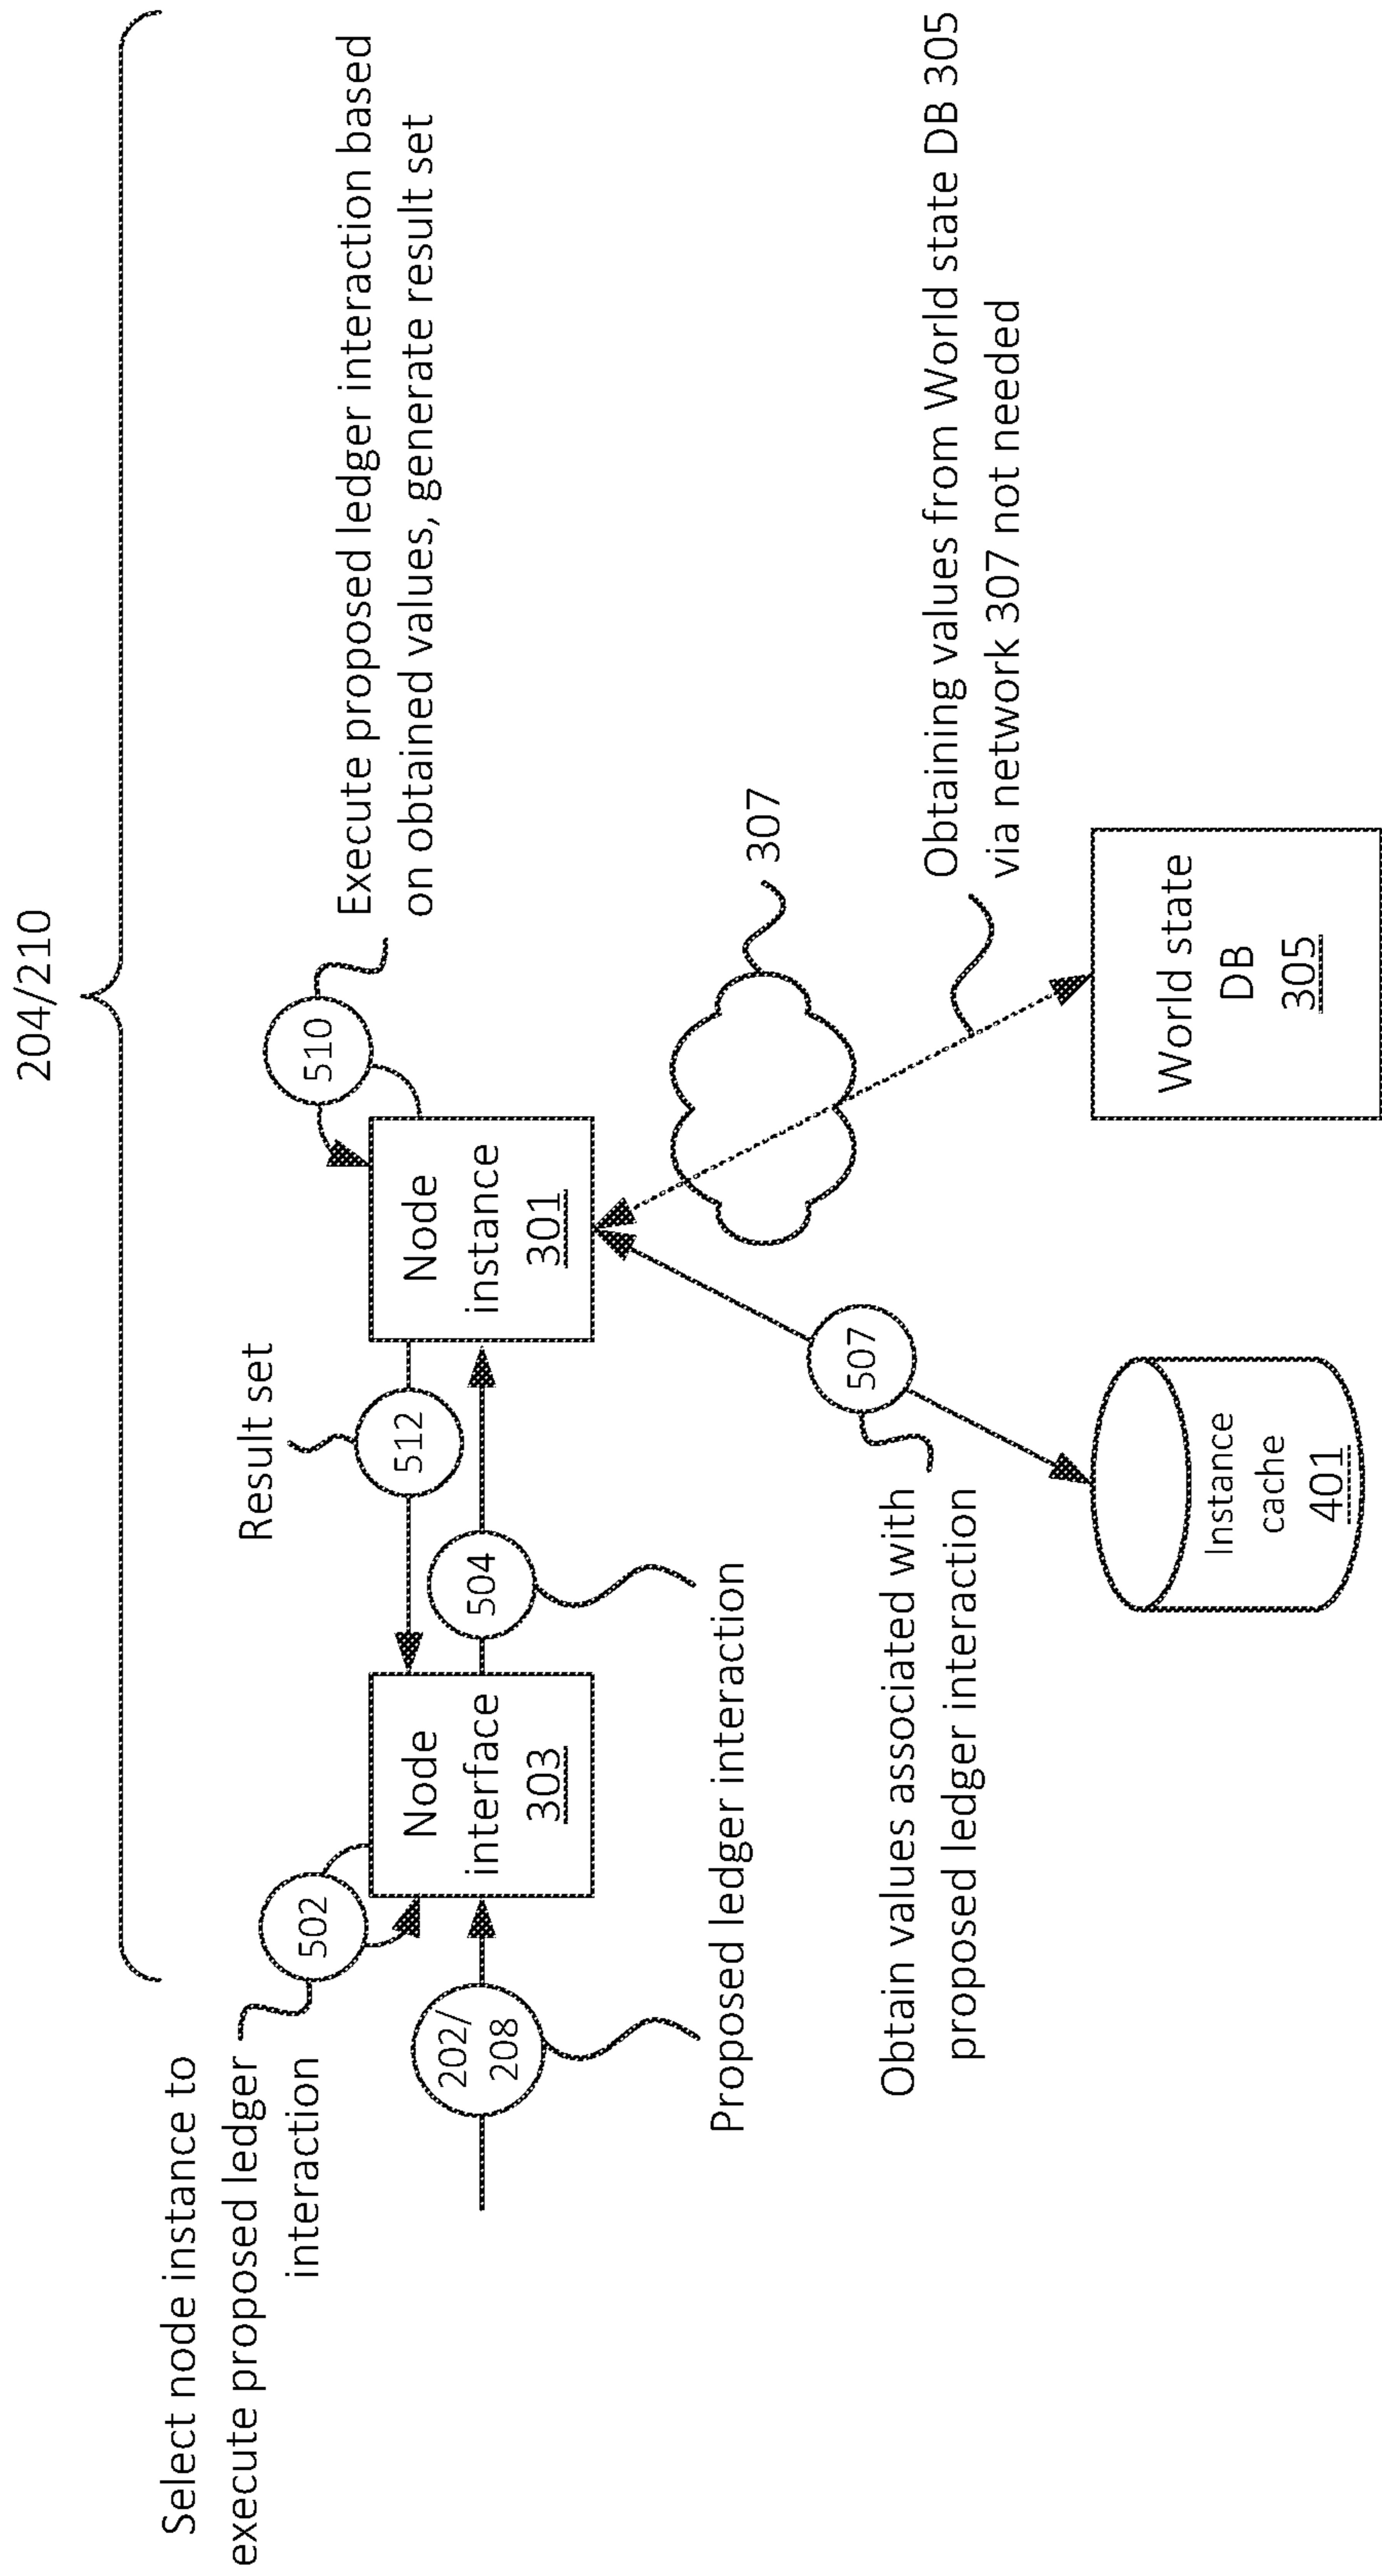 204/210
Select node instance to
execute proposed ledger
interaction
502
Result set
510
Execute proposed ledger interaction based
on obtained values, generate result set
202/
208
Node
interface
303
512
504
Node
instance
301
Proposed ledger interaction
Proposed ledger interaction
307
Obtain values associated with
proposed ledger interaction
507
Obtaining values from World state DB 305
via network 307 not needed
Instance
cache
401
World state
DB
305